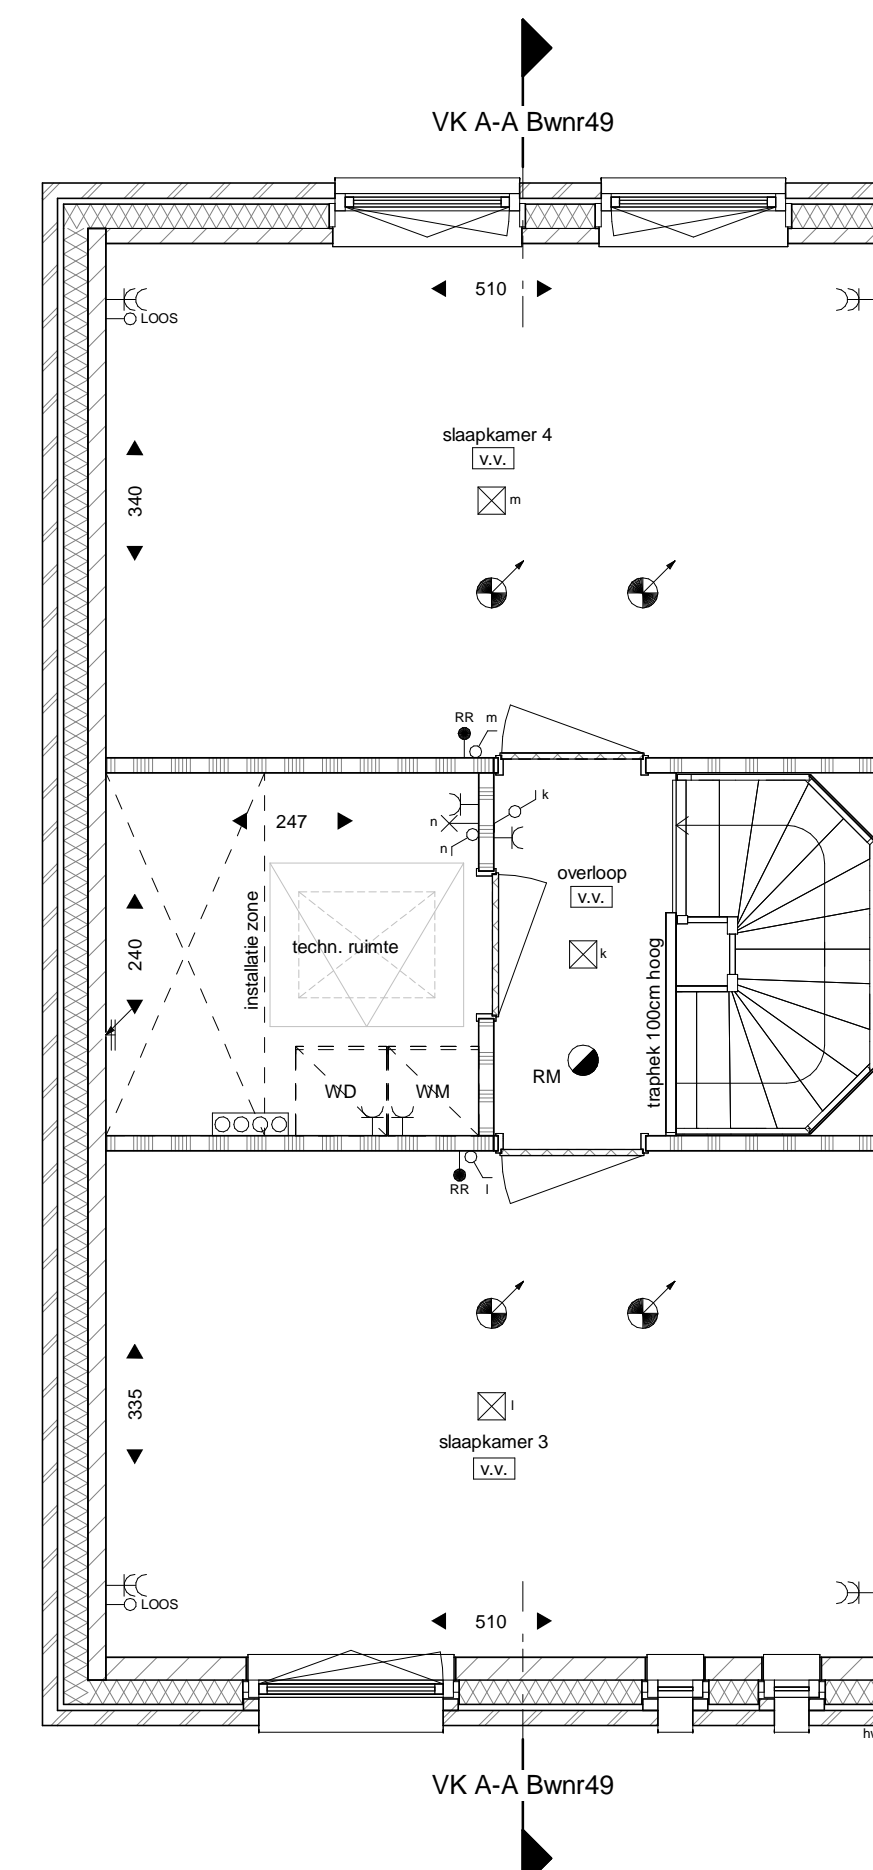 VK A-A Bwnr49
510
LOOS
slaapkamer 4
v.v.
m
340
RR m
k
n
n
247
overloop
v.v.
installatie zone
techn. ruimte
240
k
traphek 100cm hoog
RM
WD
WM
RR l
335
l
slaapkamer 3
v.v.
LOOS
510
VK A-A Bwnr49